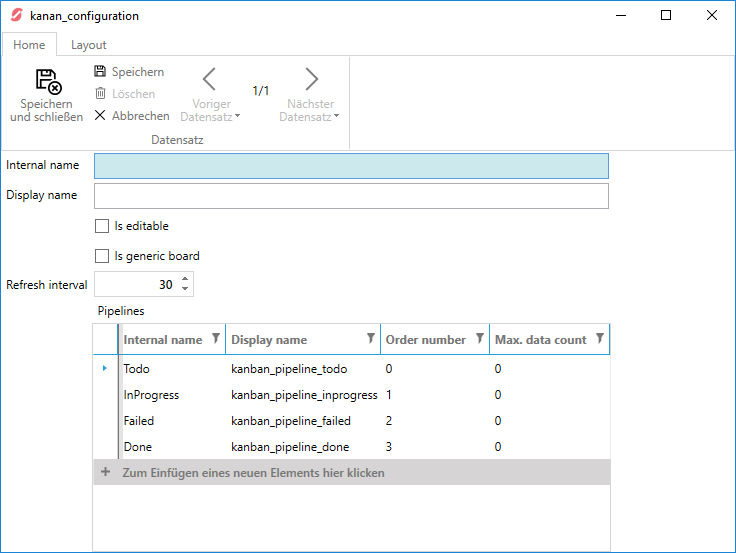 kanan_configuration
Home Layout
Speichern und schließen
Speichern
Löschen
Abbrechen
Voriger Datensatz
1/1
Nächster Datensatz
Datensatz
Internal name
Display name
Is editable
Is generic board
Refresh interval 30
Pipelines
Internal name Display name Order number Max. data count
Todo kanban_pipeline_todo 0 0
InProgress kanban_pipeline_inprogress 1 0
Failed kanban_pipeline_failed 2 0
Done kanban_pipeline_done 3 0
+ Zum Einfügen eines neuen Elements hier klicken